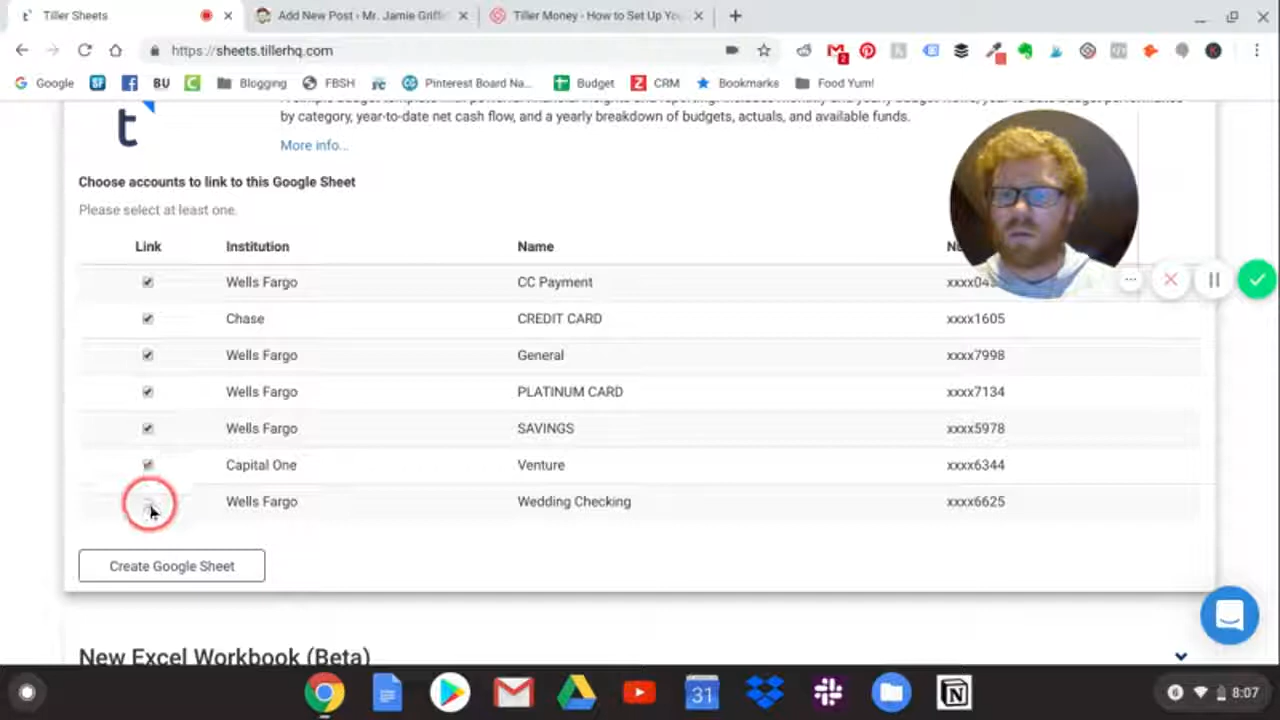 Tiller Sheets
Add New Post ‹ Mr. Jamie Griffi
Tiller Money - How to Set Up Yo
https://sheets.tillerhq.com
2
Google
SF
BU
Blogging
FBSH
Pinterest Board Na...
Budget
CRM
Bookmarks
Food Yum!
by category, year-to-date net cash flow, and a yearly breakdown of budgets, actuals, and available funds.
More info...
Choose accounts to link to this Google Sheet
Please select at least one.
Link Institution Name
Wells Fargo CC Payment
Chase CREDIT CARD xxxx1605
Wells Fargo General xxxx7998
Wells Fargo PLATINUM CARD xxxx7134
Wells Fargo SAVINGS xxxx5978
Capital One Venture xxxx6344
Wells Fargo Wedding Checking xxxx6625
Create Google Sheet
New Excel Workbook (Beta)
31
8:07